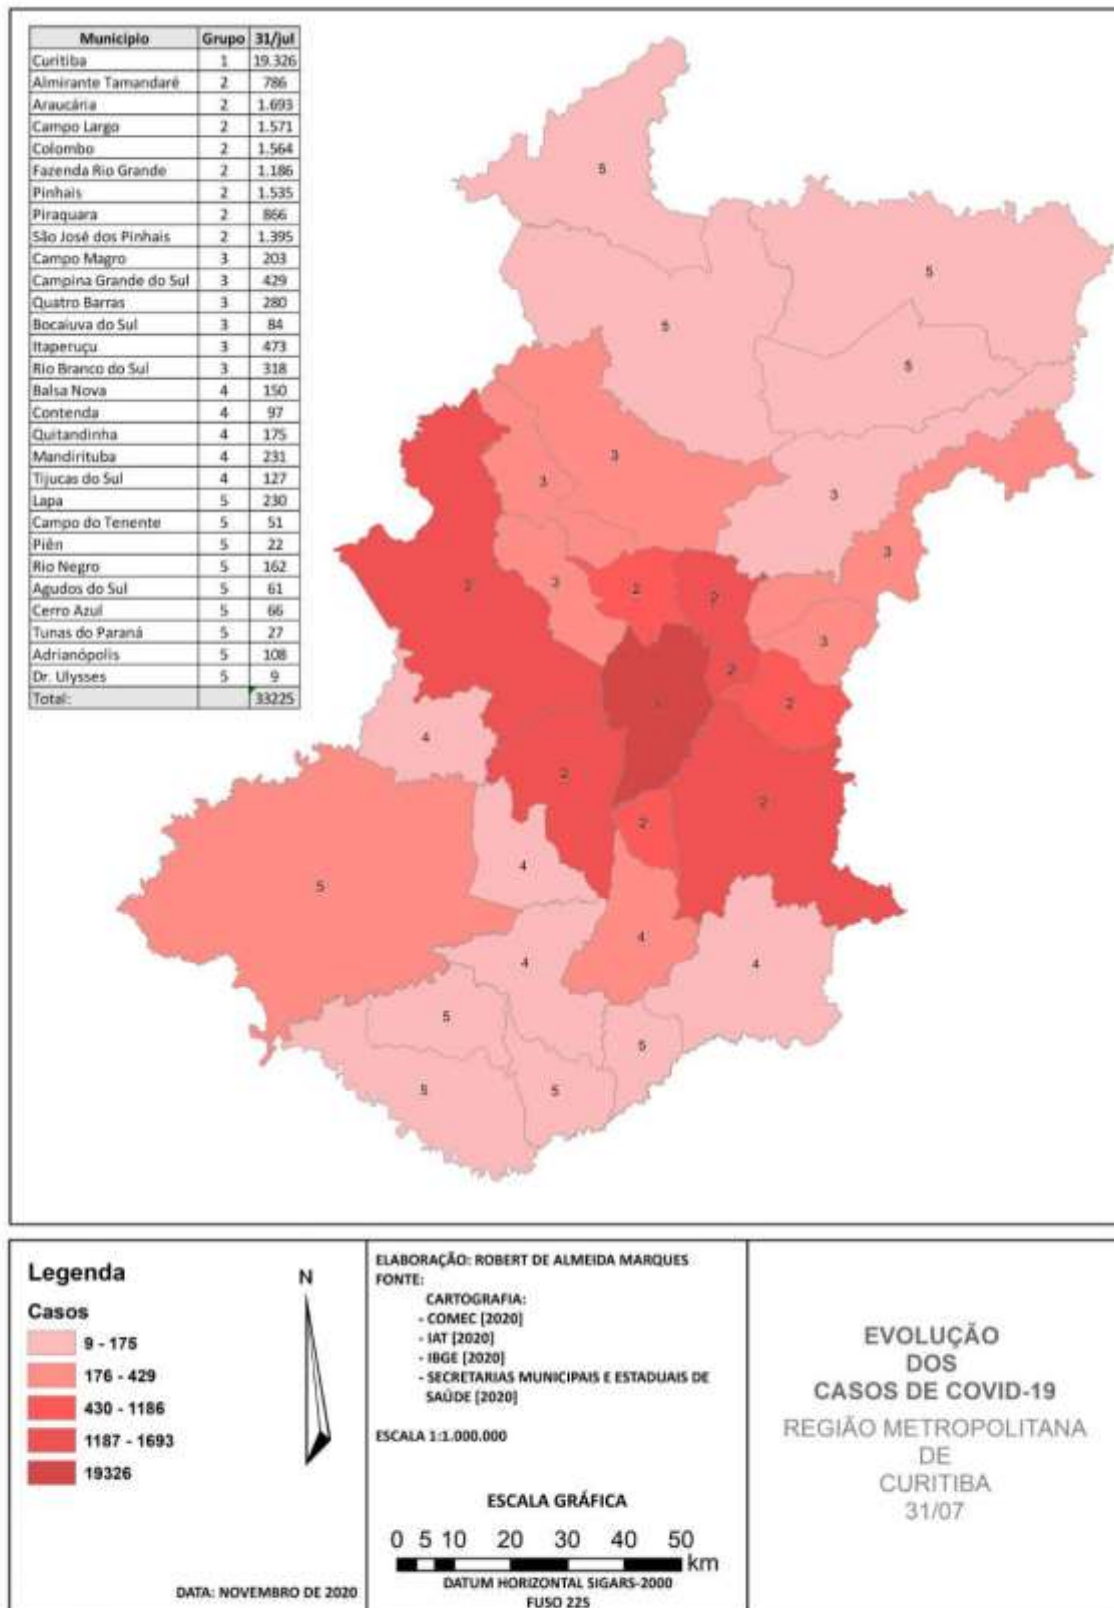 Município Grupo 31/jul
Curitiba 1 19.326
Almirante Tamandaré 2 786
Araucária 2 1.693
Campo Largo 2 1.571
Colombo 2 1.564
Fazenda Rio Grande 2 1.186
Pinhais 2 1.535
Piraquara 2 866
São José dos Pinhais 2 1.395
Campo Magro 3 203
Campina Grande do Sul 3 429
Quatro Barras 3 280
Bocaiuva do Sul 3 84
Itaperuçu 3 473
Rio Branco do Sul 3 318
Balsa Nova 4 150
Contenda 4 97
Quitandinha 4 175
Mandirituba 4 231
Tijucas do Sul 4 127
Lapa 5 230
Campo do Tenente 5 51
Piên 5 22
Rio Negro 5 162
Agudos do Sul 5 61
Cerro Azul 5 66
Tunas do Paraná 5 27
Adrianópolis 5 108
Dr. Ulysses 5 9
Total: 33225
5
5
5
5
3
3
3
3
3
2
2
2
3
2
2
4
2
2
2
4
5
4
4
4
5
5
5
5
Legenda
Casos
9 - 175
176 - 429
430 - 1186
1187 - 1693
19326
N
DATA: NOVEMBRO DE 2020
ELABORAÇÃO: ROBERT DE ALMEIDA MARQUES
FONTE:
CARTOGRAFIA:
- COMEC [2020]
- IAT [2020]
- IBGE [2020]
- SECRETARIAS MUNICIPAIS E ESTADUAIS DE
SAÚDE [2020]
ESCALA 1:1.000.000
ESCALA GRÁFICA
0 5 10 20 30 40 50
km
DATUM HORIZONTAL SIGARS-2000
FUSO 22S
EVOLUÇÃO
DOS
CASOS DE COVID-19
REGIÃO METROPOLITANA
DE
CURITIBA
31/07